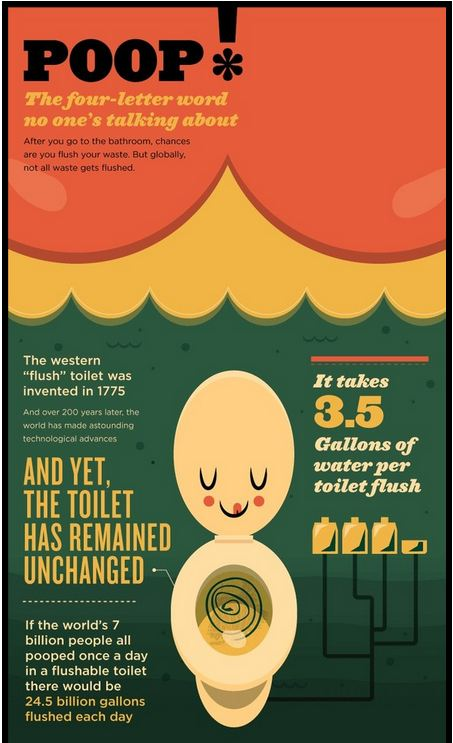 POOP!*
The four-letter word
no one's talking about
After you go to the bathroom, chances
are you flush your waste. But globally,
not all waste gets flushed.
The western
“flush” toilet was
invented in 1775
And over 200 years later, the
world has made astounding
technological advances
AND YET,
THE TOILET
HAS REMAINED
UNCHANGED
If the world's 7
billion people all
pooped once a day
in a flushable toilet
there would be
24.5 billion gallons
flushed each day
It takes
3.5
Gallons of
water per
toilet flush